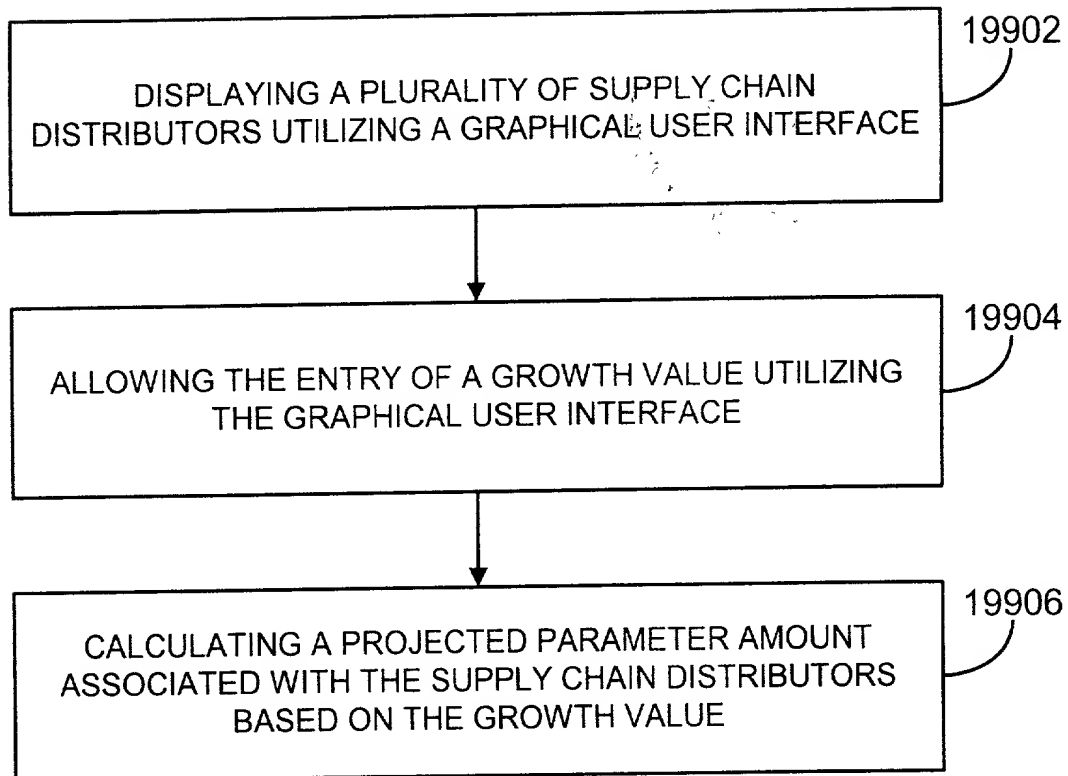 19902
DISPLAYING A PLURALITY OF SUPPLY CHAIN
DISTRIBUTORS UTILIZING A GRAPHICAL USER INTERFACE
19904
ALLOWING THE ENTRY OF A GROWTH VALUE UTILIZING
THE GRAPHICAL USER INTERFACE
19906
CALCULATING A PROJECTED PARAMETER AMOUNT
ASSOCIATED WITH THE SUPPLY CHAIN DISTRIBUTORS
BASED ON THE GROWTH VALUE